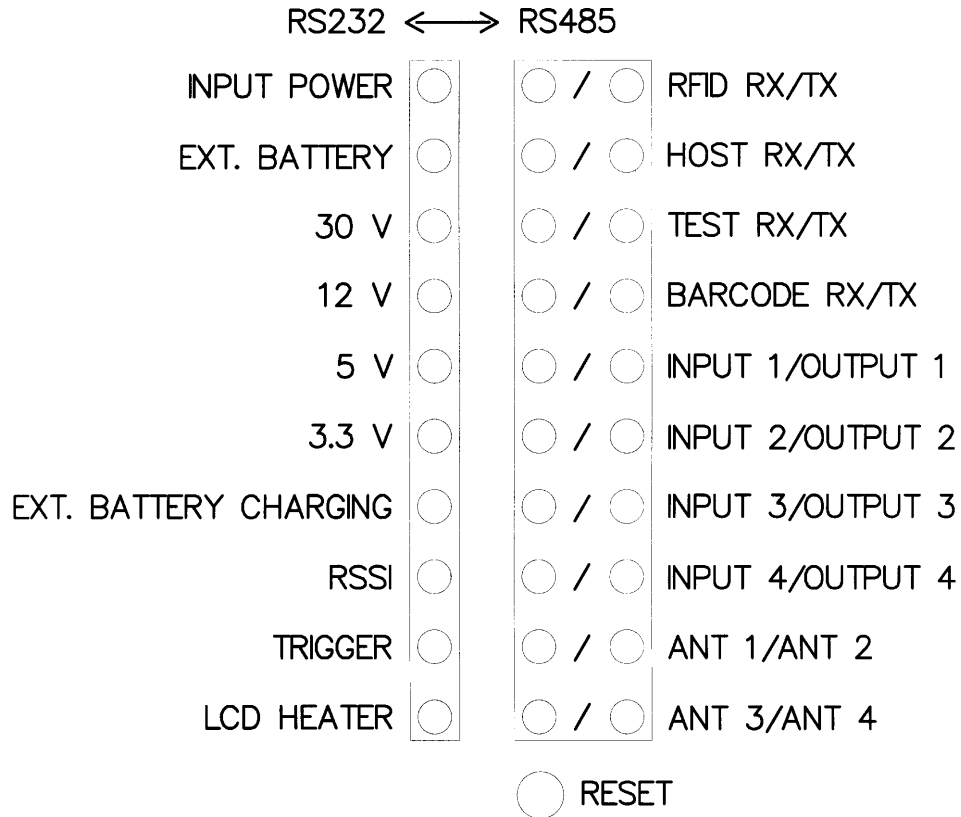 RS232 ⟷ RS485
INPUT POWER / RFID RX/TX
EXT. BATTERY / HOST RX/TX
30 V / TEST RX/TX
12 V / BARCODE RX/TX
5 V / INPUT 1/OUTPUT 1
3.3 V / INPUT 2/OUTPUT 2
EXT. BATTERY CHARGING / INPUT 3/OUTPUT 3
RSSI / INPUT 4/OUTPUT 4
TRIGGER / ANT 1/ANT 2
LCD HEATER / ANT 3/ANT 4
RESET